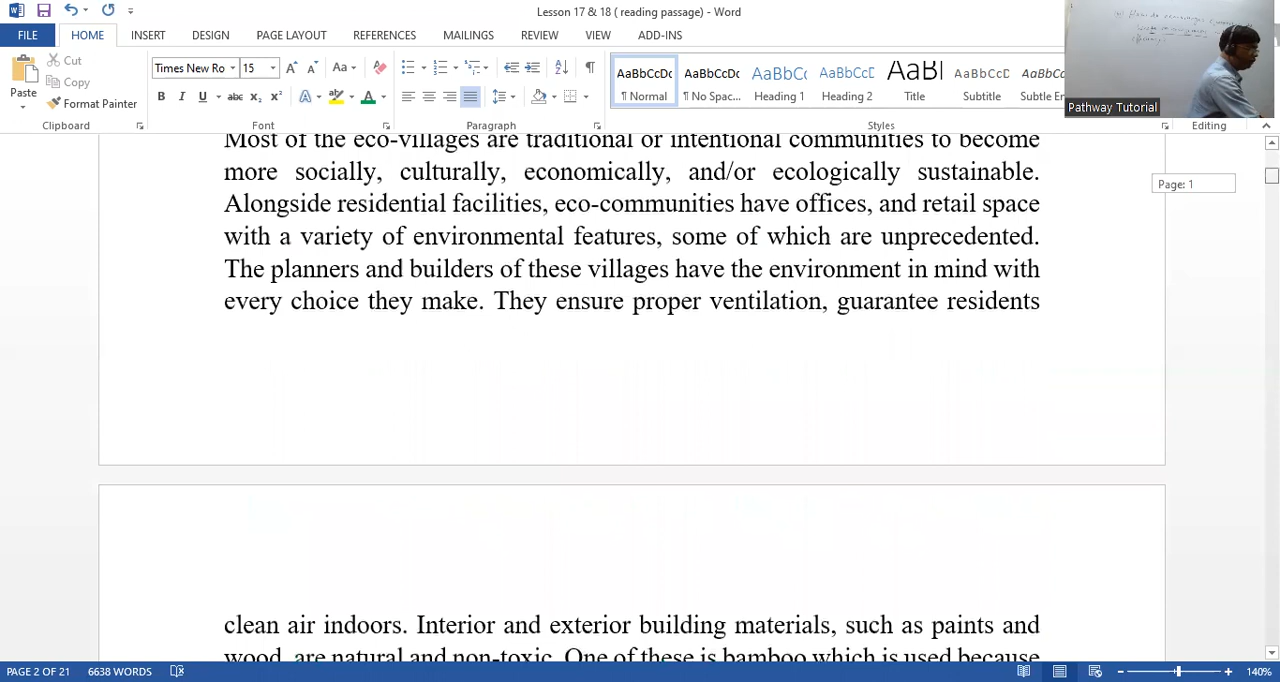 Lesson 17 & 18 ( reading passage) - Word
FILE HOME INSERT DESIGN PAGE LAYOUT REFERENCES MAILINGS REVIEW VIEW ADD-INS
Paste
Cut
Copy
Format Painter
Times New Ro 15
Aa
B I U abc X₂ X² A A
AaBbCcDc AaBbCcDc AaBbCc AaBbCcC AaBl AaBbCcD AaBbCcD
¶ Normal ¶ No Spac... Heading 1 Heading 2 Title Subtitle Subtle Em
Clipboard Font Paragraph Styles Editing
Pathway Tutorial
Page: 1
Most of the eco-villages are traditional or intentional communities to become
more socially, culturally, economically, and/or ecologically sustainable.
Alongside residential facilities, eco-communities have offices, and retail space
with a variety of environmental features, some of which are unprecedented.
The planners and builders of these villages have the environment in mind with
every choice they make. They ensure proper ventilation, guarantee residents
clean air indoors. Interior and exterior building materials, such as paints and
wood, are natural and non-toxic. One of these is bamboo which is used because
PAGE 2 OF 21 6638 WORDS 140%